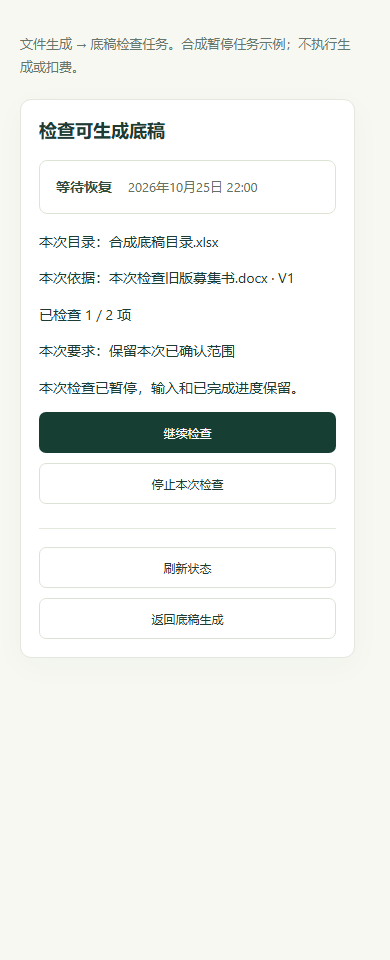 文件生成 → 底稿检查任务。合成暂停任务示例；不执行生
成或扣费。
检查可生成底稿
等待恢复 2026年10月25日 22:00
本次目录：合成底稿目录.xlsx
本次依据：本次检查旧版募集书.docx · V1
已检查 1 / 2 项
本次要求：保留本次已确认范围
本次检查已暂停，输入和已完成进度保留。
继续检查
停止本次检查
刷新状态
返回底稿生成